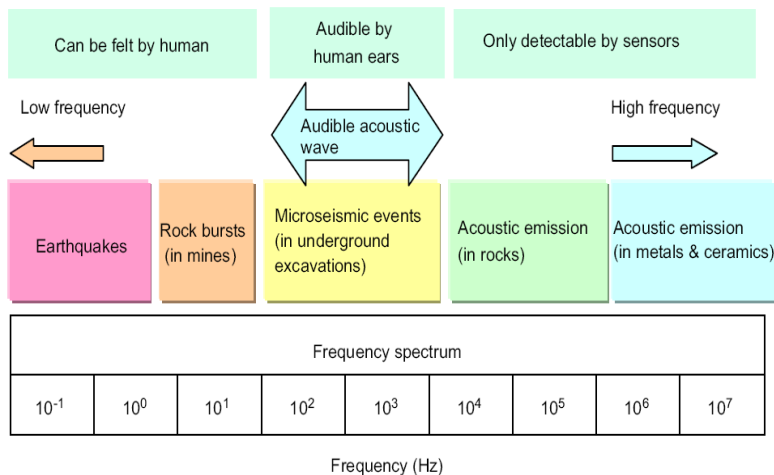 Can be felt by human
Audible by
human ears
Only detectable by sensors
Low frequency
Audible acoustic
wave
High frequency
Earthquakes
Rock bursts
(in mines)
Microseismic events
(in underground
excavations)
Acoustic emission
(in rocks)
Acoustic emission
(in metals & ceramics)
Frequency spectrum
10⁻¹ 10⁰ 10¹ 10² 10³ 10⁴ 10⁵ 10⁶ 10⁷
Frequency (Hz)